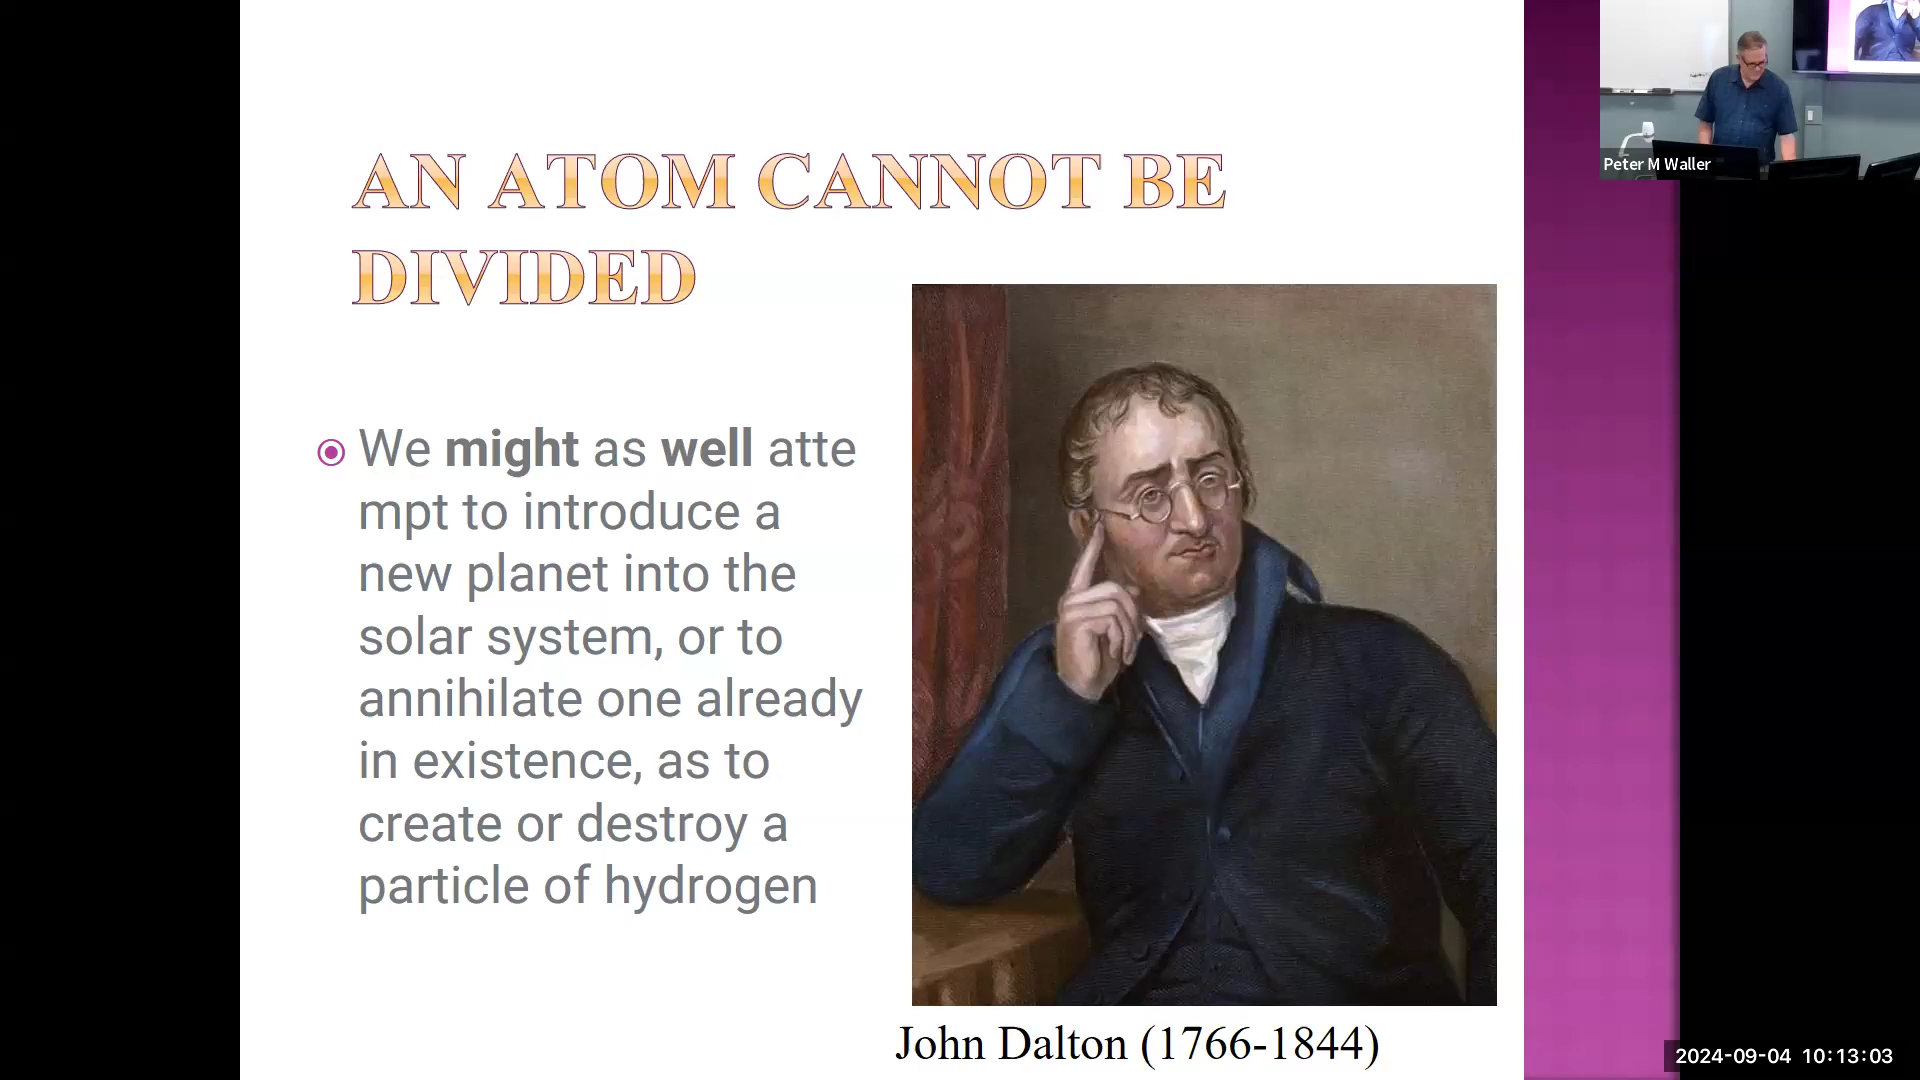 AN ATOM CANNOT BE
DIVIDED
We might as well atte
mpt to introduce a
new planet into the
solar system, or to
annihilate one already
in existence, as to
create or destroy a
particle of hydrogen
John Dalton (1766-1844)
Peter M Waller
2024-09-04 10:13:03